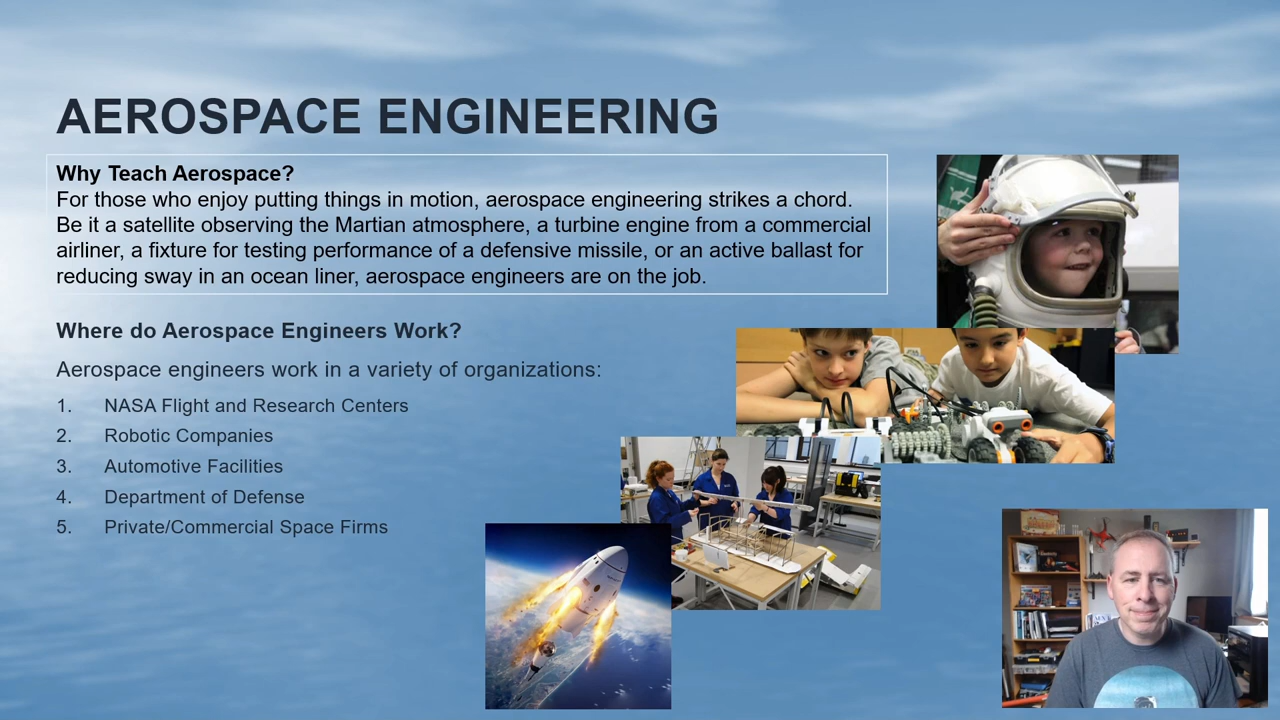 AEROSPACE ENGINEERING
Why Teach Aerospace?
For those who enjoy putting things in motion, aerospace engineering strikes a chord.
Be it a satellite observing the Martian atmosphere, a turbine engine from a commercial
airliner, a fixture for testing performance of a defensive missile, or an active ballast for
reducing sway in an ocean liner, aerospace engineers are on the job.
Where do Aerospace Engineers Work?
Aerospace engineers work in a variety of organizations:
1. NASA Flight and Research Centers
2. Robotic Companies
3. Automotive Facilities
4. Department of Defense
5. Private/Commercial Space Firms